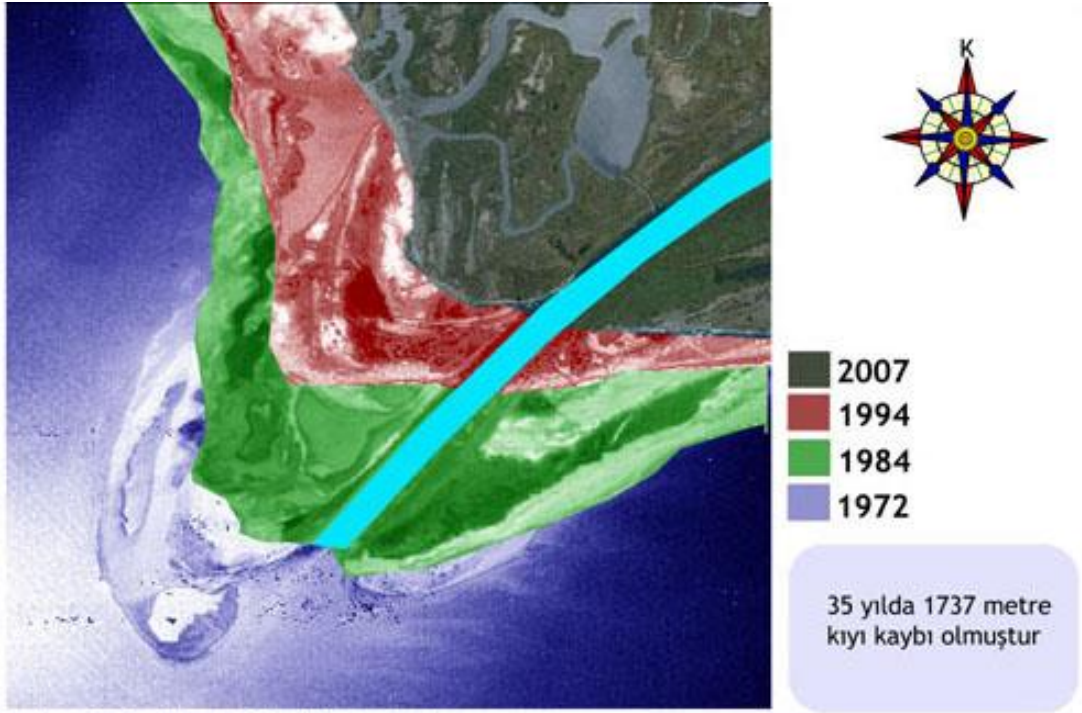 K
2007
1994
1984
1972
35 yılda 1737 metre
kıyı kaybı olmuştur